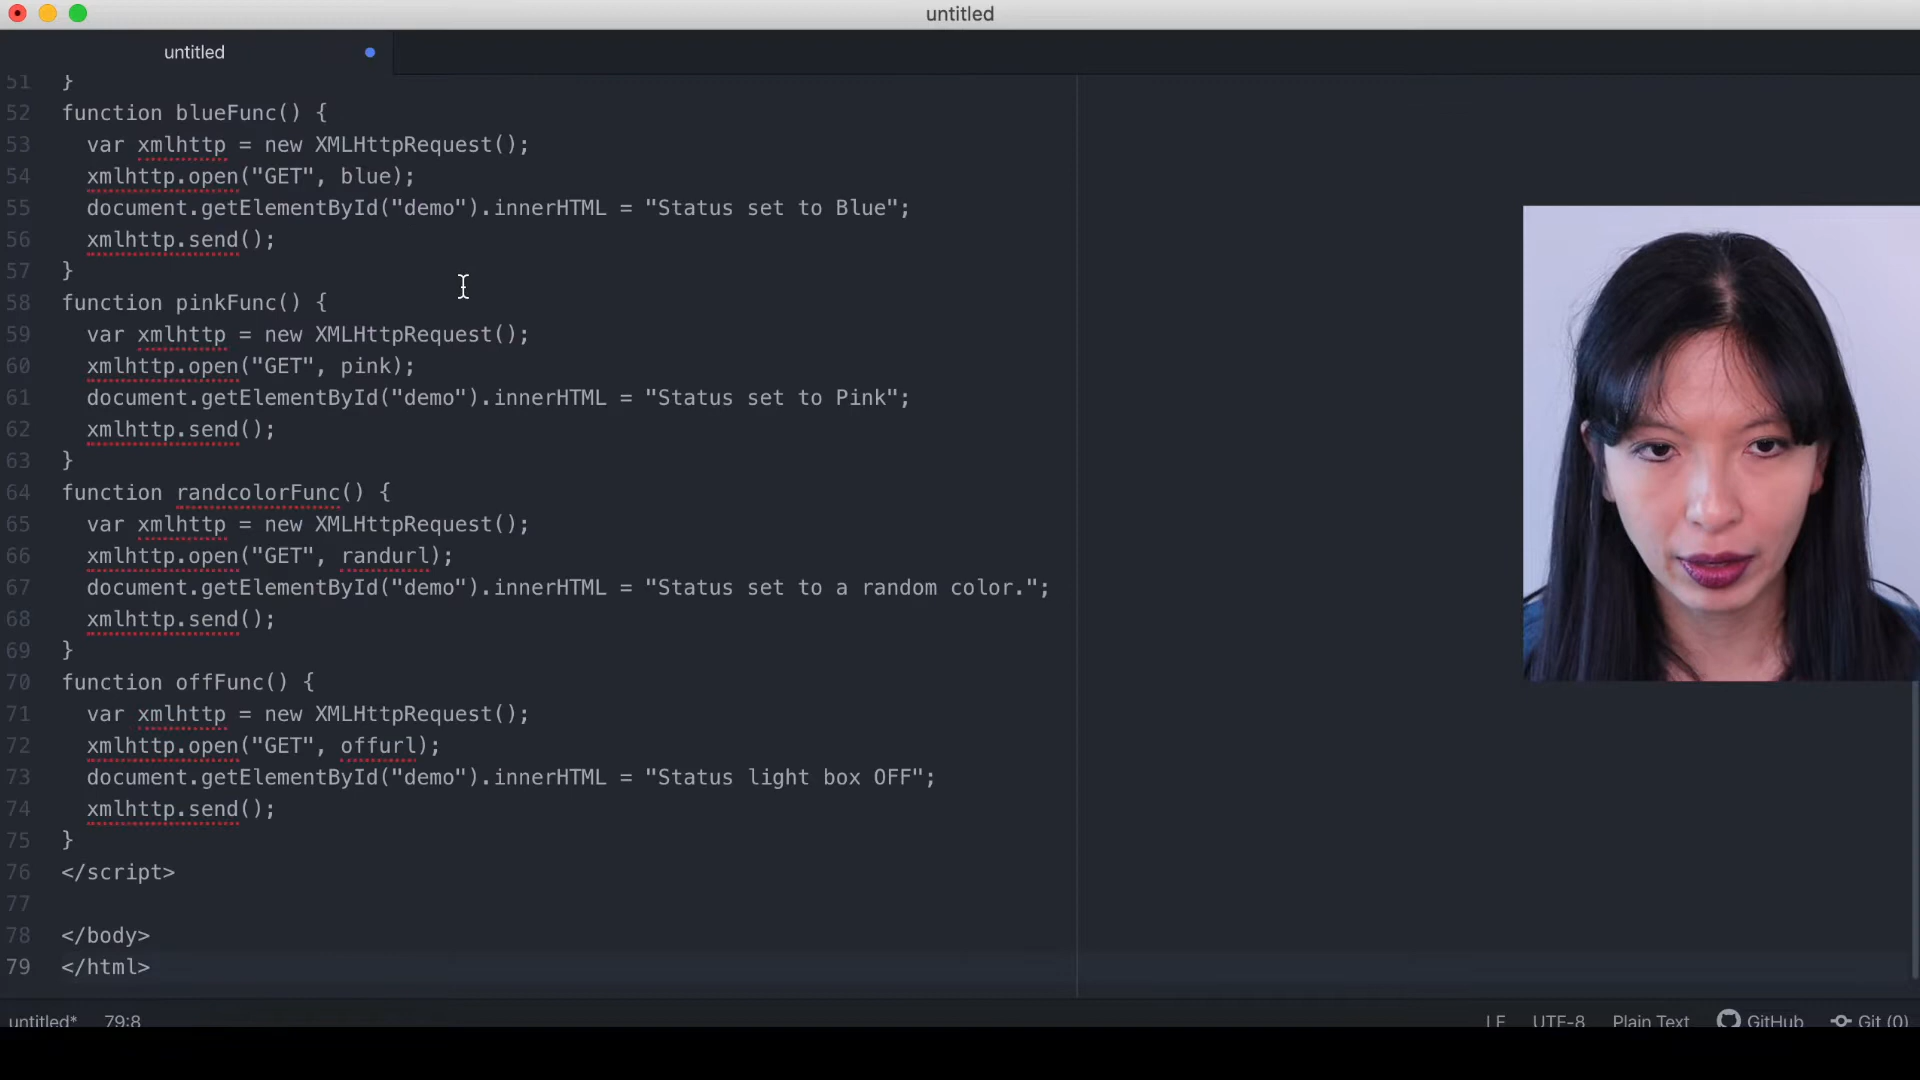 untitled
untitled
51 }
52 function blueFunc() {
53 var xmlhttp = new XMLHttpRequest();
54 xmlhttp.open("GET", blue);
55 document.getElementById("demo").innerHTML = "Status set to Blue";
56 xmlhttp.send();
57 }
58 function pinkFunc() {
59 var xmlhttp = new XMLHttpRequest();
60 xmlhttp.open("GET", pink);
61 document.getElementById("demo").innerHTML = "Status set to Pink";
62 xmlhttp.send();
63 }
64 function randcolorFunc() {
65 var xmlhttp = new XMLHttpRequest();
66 xmlhttp.open("GET", randurl);
67 document.getElementById("demo").innerHTML = "Status set to a random color.";
68 xmlhttp.send();
69 }
70 function offFunc() {
71 var xmlhttp = new XMLHttpRequest();
72 xmlhttp.open("GET", offurl);
73 document.getElementById("demo").innerHTML = "Status light box OFF";
74 xmlhttp.send();
75 }
76 </script>
77
78 </body>
79 </html>
untitled* 79:8 LF UTF-8 Plain Text GitHub Git (0)